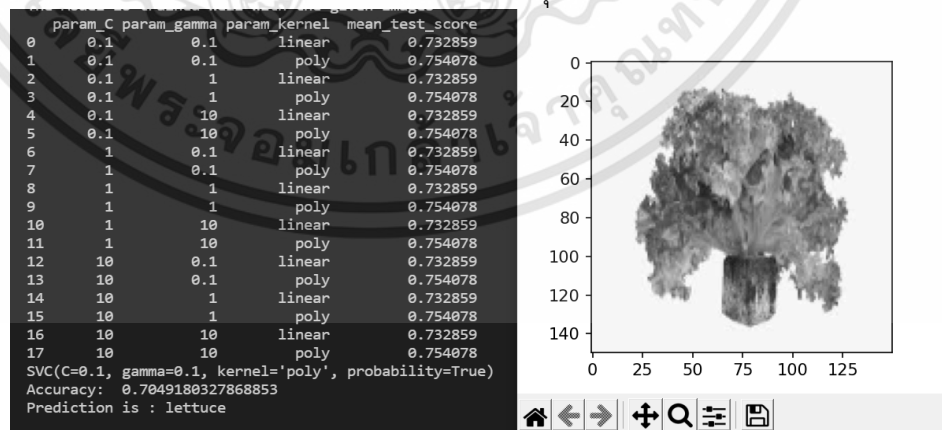 param_C param_gamma param_kernel mean_test_score
0 0.1 0.1 linear 0.732859
1 0.1 0.1 poly 0.754078
2 0.1 1 linear 0.732859
3 0.1 1 poly 0.754078
4 0.1 10 linear 0.732859
5 0.1 10 poly 0.754078
6 1 0.1 linear 0.732859
7 1 0.1 poly 0.754078
8 1 1 linear 0.732859
9 1 1 poly 0.754078
10 1 10 linear 0.732859
11 1 10 poly 0.754078
12 10 0.1 linear 0.732859
13 10 0.1 poly 0.754078
14 10 1 linear 0.732859
15 10 1 poly 0.754078
16 10 10 linear 0.732859
17 10 10 poly 0.754078
SVC(C=0.1, gamma=0.1, kernel='poly', probability=True)
Accuracy: 0.7049180327868853
Prediction is : lettuce
0
20
40
60
80
100
120
140
0 25 50 75 100 125